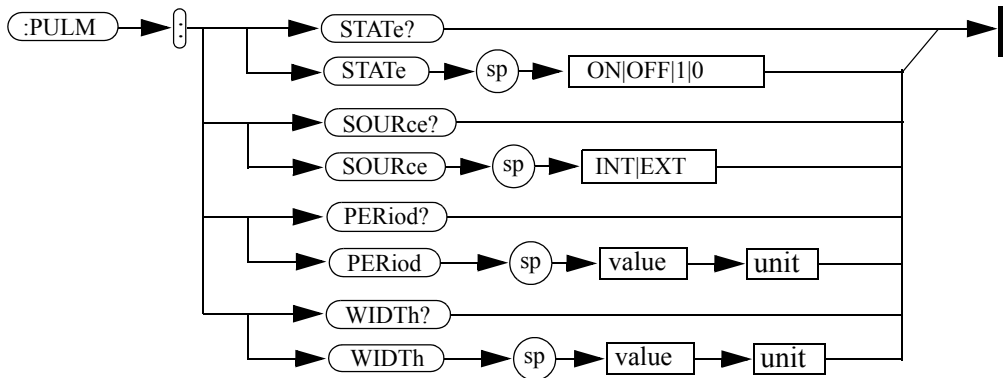 :PULM : STATe?
STATe sp ON|OFF|1|0
SOURce?
SOURce sp INT|EXT
PERiod?
PERiod sp value unit
WIDTh?
WIDTh sp value unit